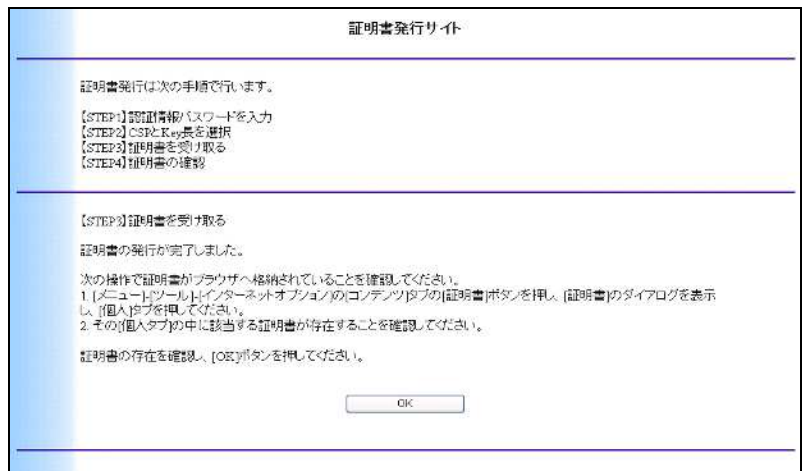 証明書発行サイト
証明書発行は次の手順で行います。
【STEP1】認証情報パスワードを入力
【STEP2】CSPとKey長を選択
【STEP3】証明書を受け取る
【STEP4】証明書の確認
【STEP3】証明書を受け取る
証明書の発行が完了しました。
次の操作で証明書がブラウザへ格納されていることを確認してください。
1. [メニュー]-[ツール]-[インターネットオプション]の[コンテンツ]タブの[証明書]ボタンを押し、[証明書]のダイアログを表示
し、[個人]タブを押してください。
2. その[個人タブ]の中に該当する証明書が存在することを確認してください。
証明書の存在を確認し、[OK]ボタンを押してください。
OK